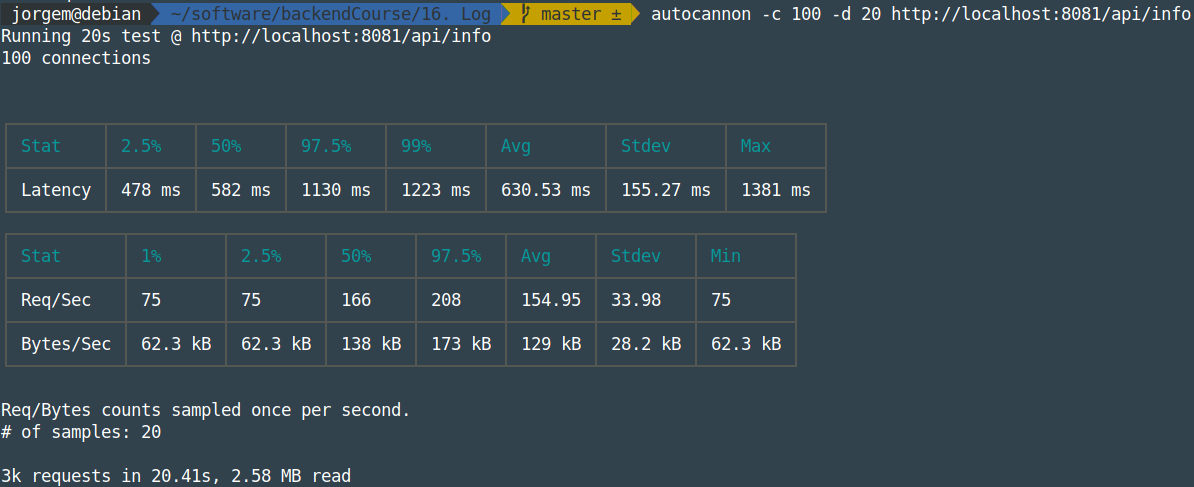 jorgem@debian ~/software/backendCourse/16. Log master ± autocannon -c 100 -d 20 http://localhost:8081/api/info
Running 20s test @ http://localhost:8081/api/info
100 connections
Stat 2.5% 50% 97.5% 99% Avg Stdev Max
Latency 478 ms 582 ms 1130 ms 1223 ms 630.53 ms 155.27 ms 1381 ms
Stat 1% 2.5% 50% 97.5% Avg Stdev Min
Req/Sec 75 75 166 208 154.95 33.98 75
Bytes/Sec 62.3 kB 62.3 kB 138 kB 173 kB 129 kB 28.2 kB 62.3 kB
Req/Bytes counts sampled once per second.
# of samples: 20
3k requests in 20.41s, 2.58 MB read